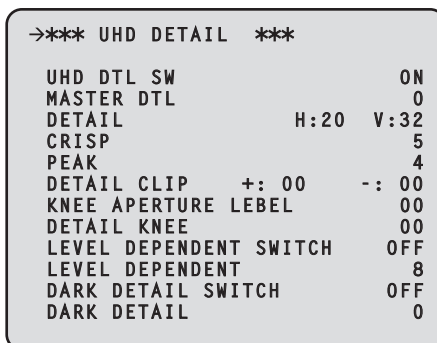 →*** UHD DETAIL ***
UHD DTL SW ON
MASTER DTL 0
DETAIL H:20 V:32
CRISP 5
PEAK 4
DETAIL CLIP +: 00 -: 00
KNEE APERTURE LEBEL 00
DETAIL KNEE 00
LEVEL DEPENDENT SWITCH OFF
LEVEL DEPENDENT 8
DARK DETAIL SWITCH OFF
DARK DETAIL 0